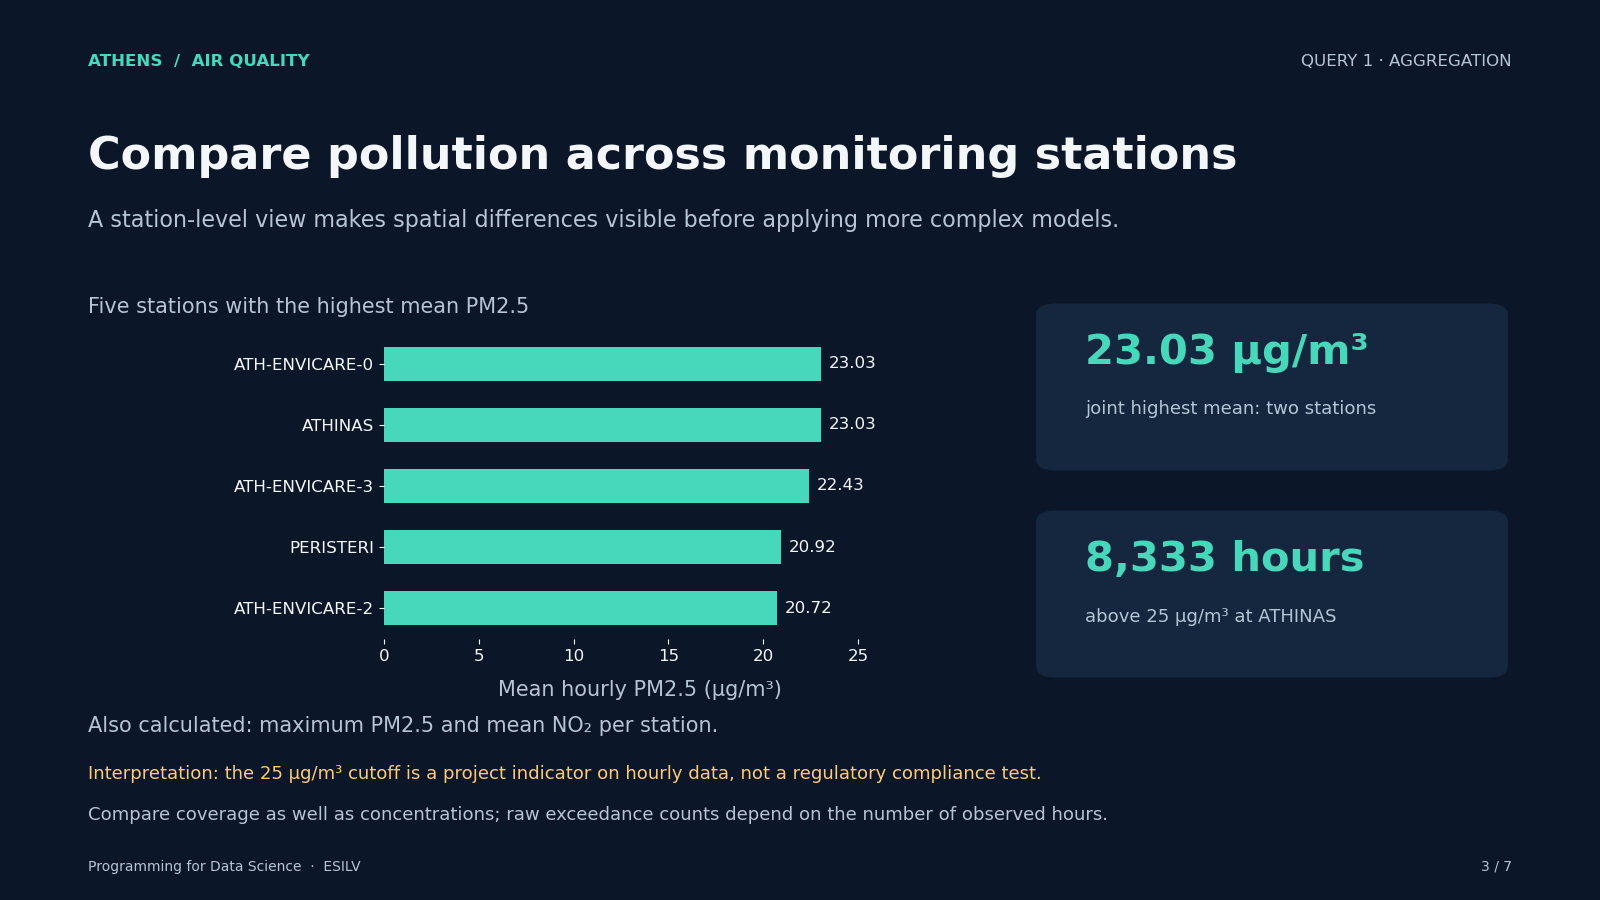 ATHENS / AIR QUALITY
QUERY 1 · AGGREGATION
Compare pollution across monitoring stations
A station-level view makes spatial differences visible before applying more complex models.
Five stations with the highest mean PM2.5
ATH-ENVICARE-0 23.03
ATHINAS 23.03
ATH-ENVICARE-3 22.43
PERISTERI 20.92
ATH-ENVICARE-2 20.72
0 5 10 15 20 25
Mean hourly PM2.5 (µg/m³)
23.03 µg/m³
joint highest mean: two stations
8,333 hours
above 25 µg/m³ at ATHINAS
Also calculated: maximum PM2.5 and mean NO₂ per station.
Interpretation: the 25 µg/m³ cutoff is a project indicator on hourly data, not a regulatory compliance test.
Compare coverage as well as concentrations; raw exceedance counts depend on the number of observed hours.
Programming for Data Science · ESILV
3 / 7